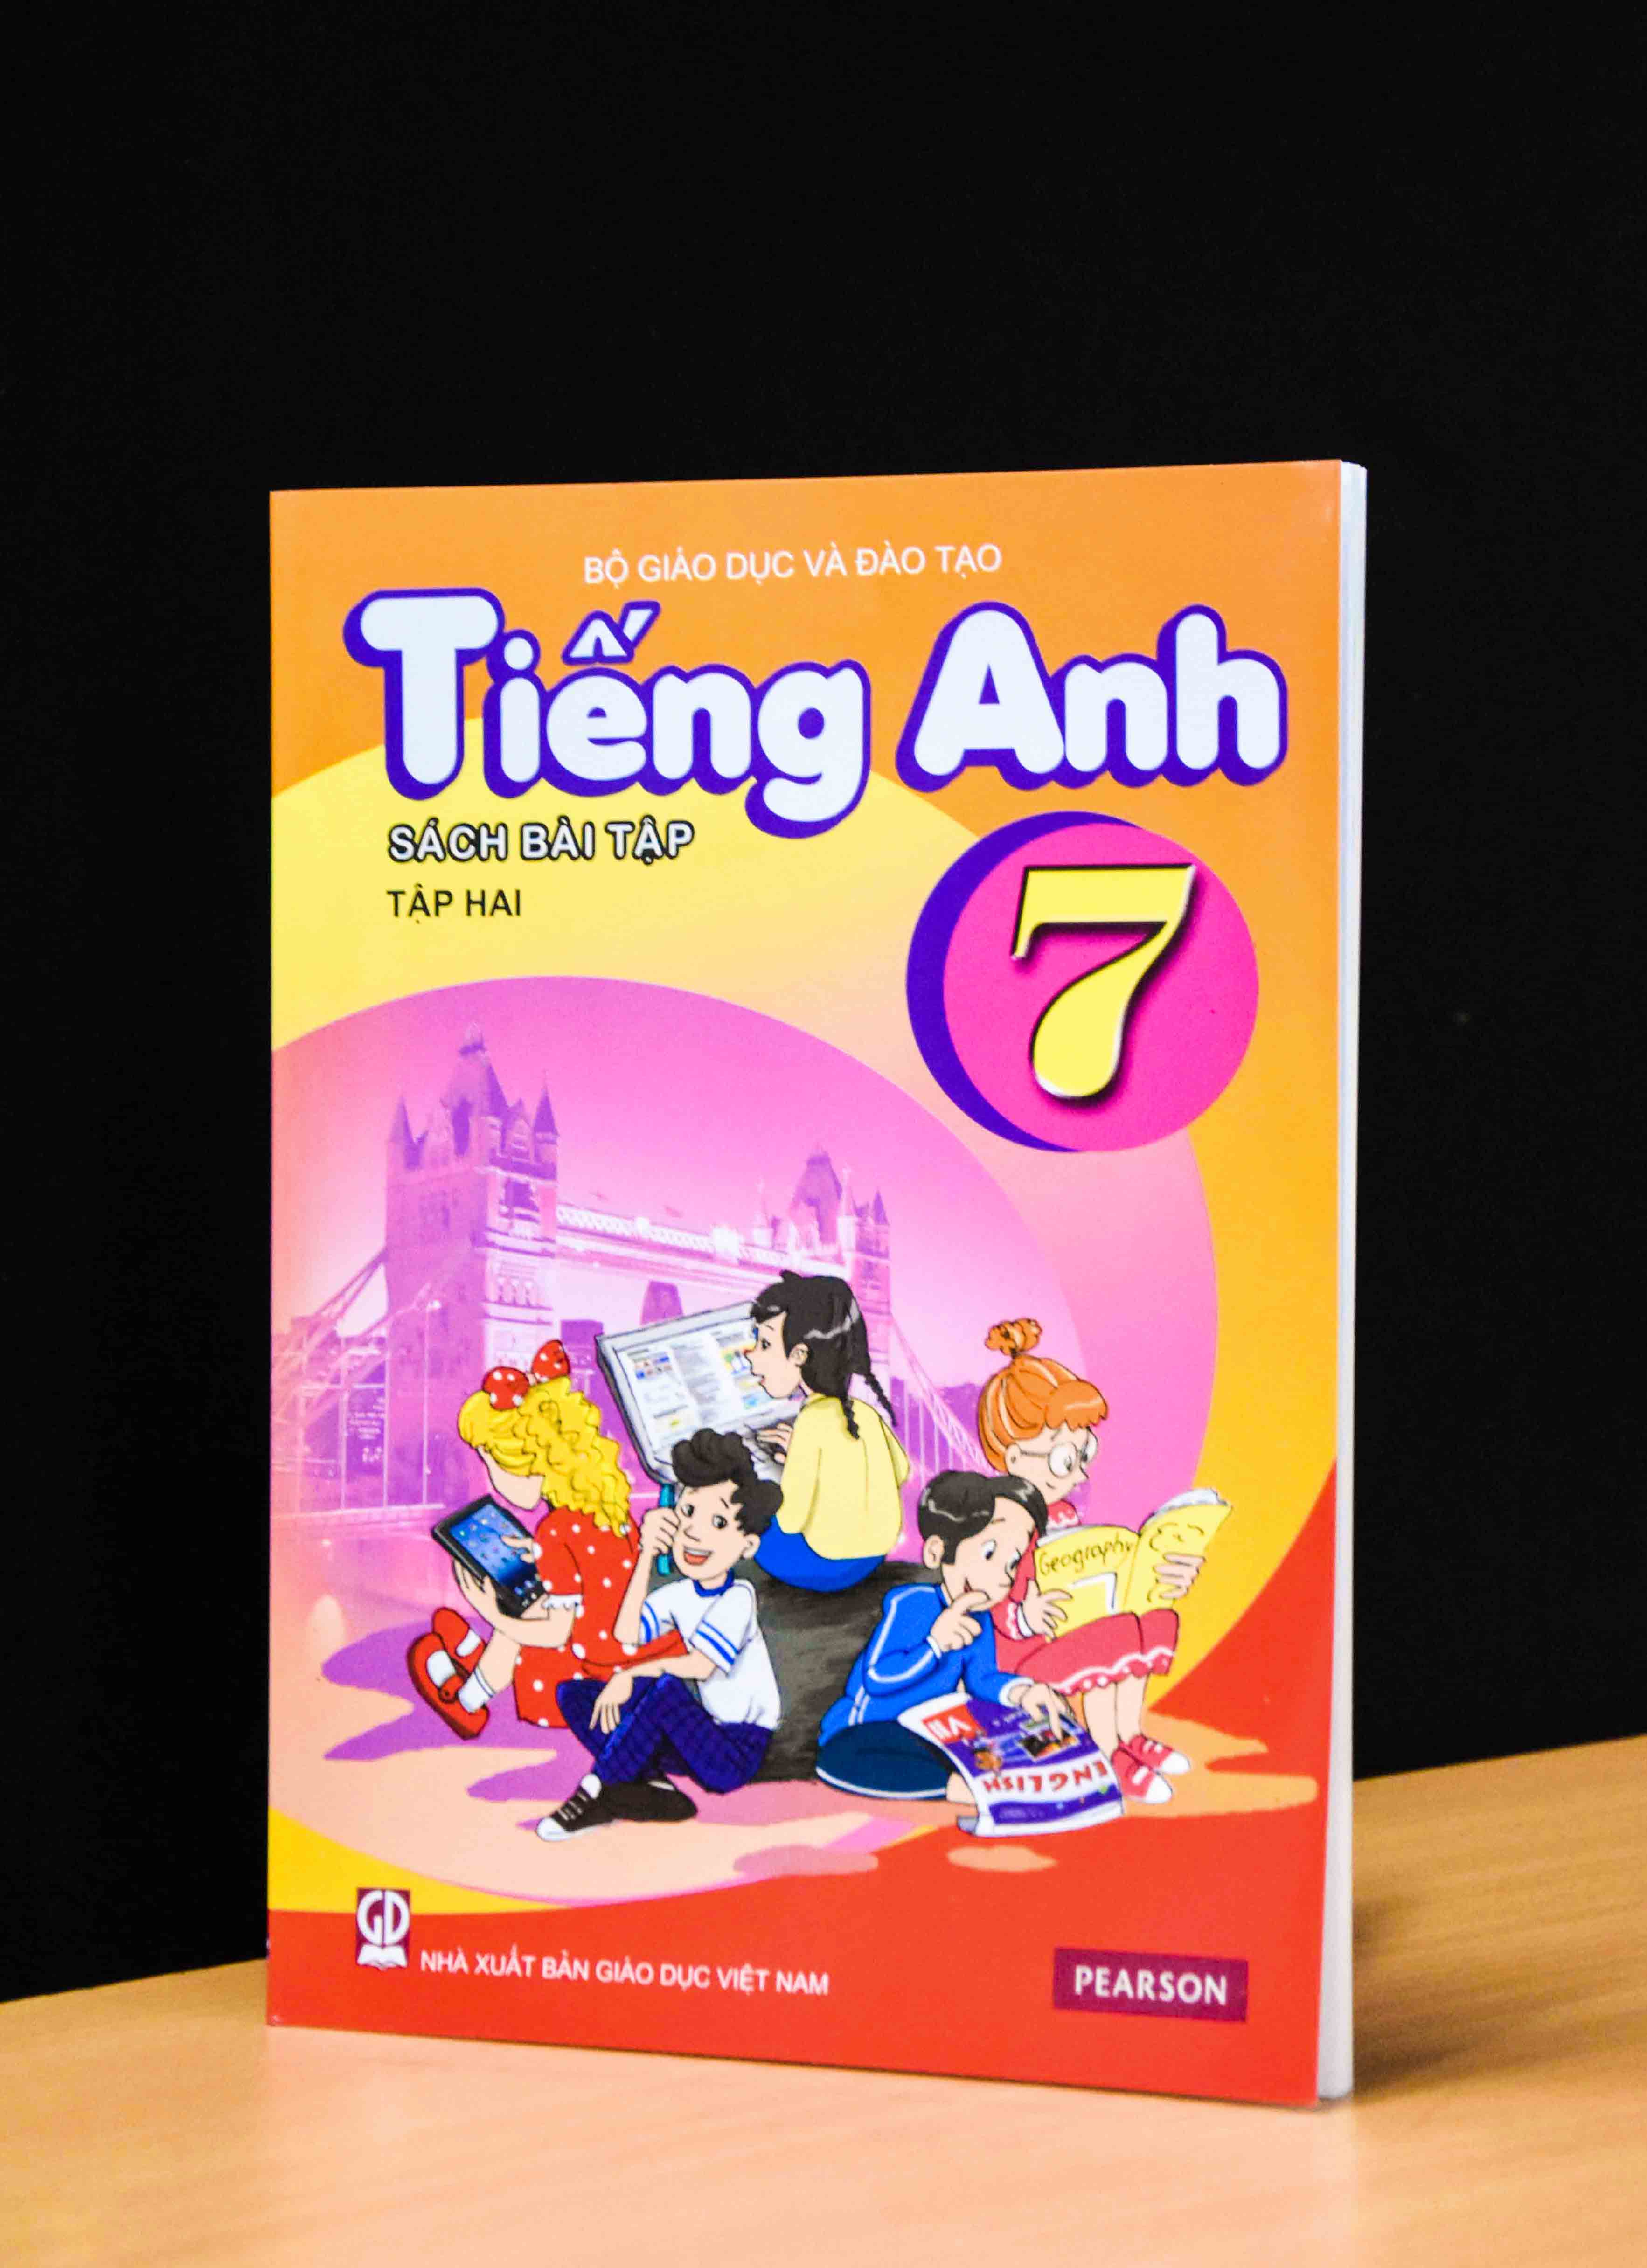 BỘ GIÁO DỤC VÀ ĐÀO TẠO
Tiếng Anh
SÁCH BÀI TẬP
TẬP HAI
7
Geography
VII
ENGLISH
GD
NHÀ XUẤT BẢN GIÁO DỤC VIỆT NAM
PEARSON